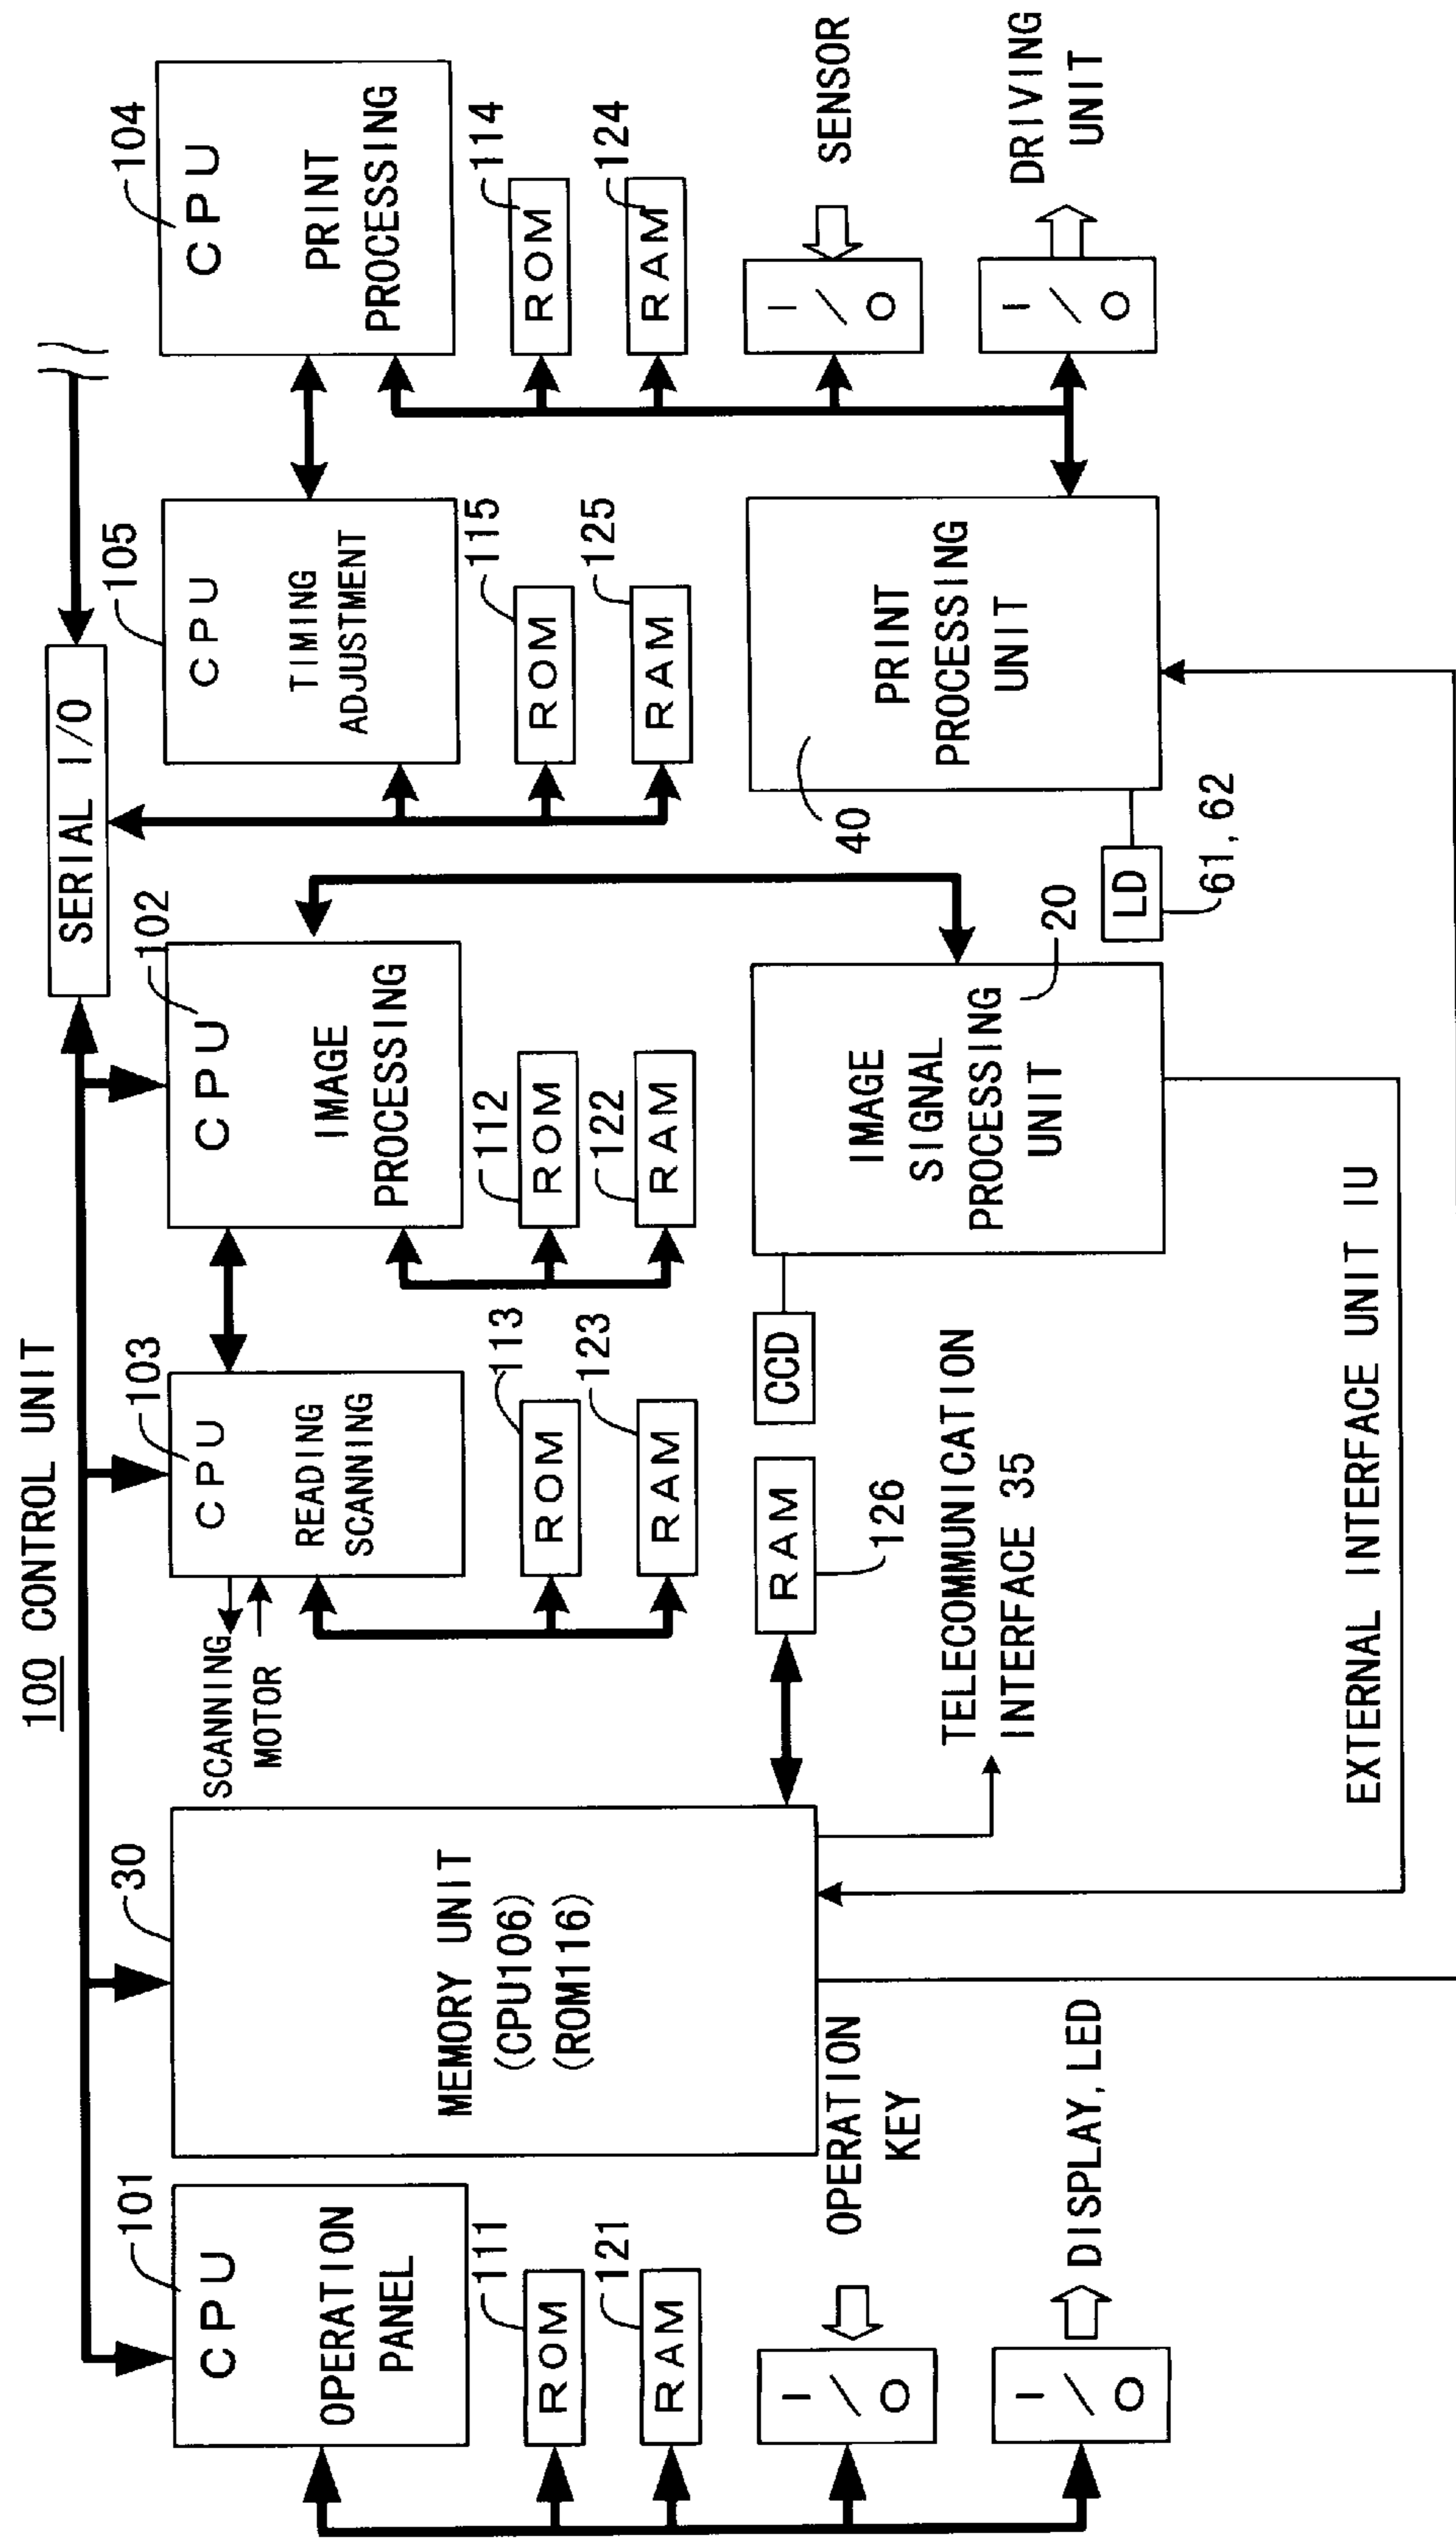 100 CONTROL UNIT
101
CPU
OPERATION
PANEL
111
ROM
121
RAM
I/O
OPERATION
KEY
I/O
DISPLAY, LED
30
MEMORY UNIT
(CPU106)
(ROM116)
SCANNING
MOTOR
103
CPU
READING
SCANNING
113
ROM
123
RAM
RAM
126
TELECOMMUNICATION
INTERFACE 35
102
CPU
IMAGE
PROCESSING
112
ROM
122
RAM
CCD
IMAGE
SIGNAL
PROCESSING
UNIT
20
EXTERNAL INTERFACE UNIT IU
SERIAL I/O
105
CPU
TIMING
ADJUSTMENT
115
ROM
125
RAM
40
PRINT
PROCESSING
UNIT
LD
61, 62
104
CPU
PRINT
PROCESSING
114
ROM
124
RAM
I/O
SENSOR
I/O
DRIVING
UNIT